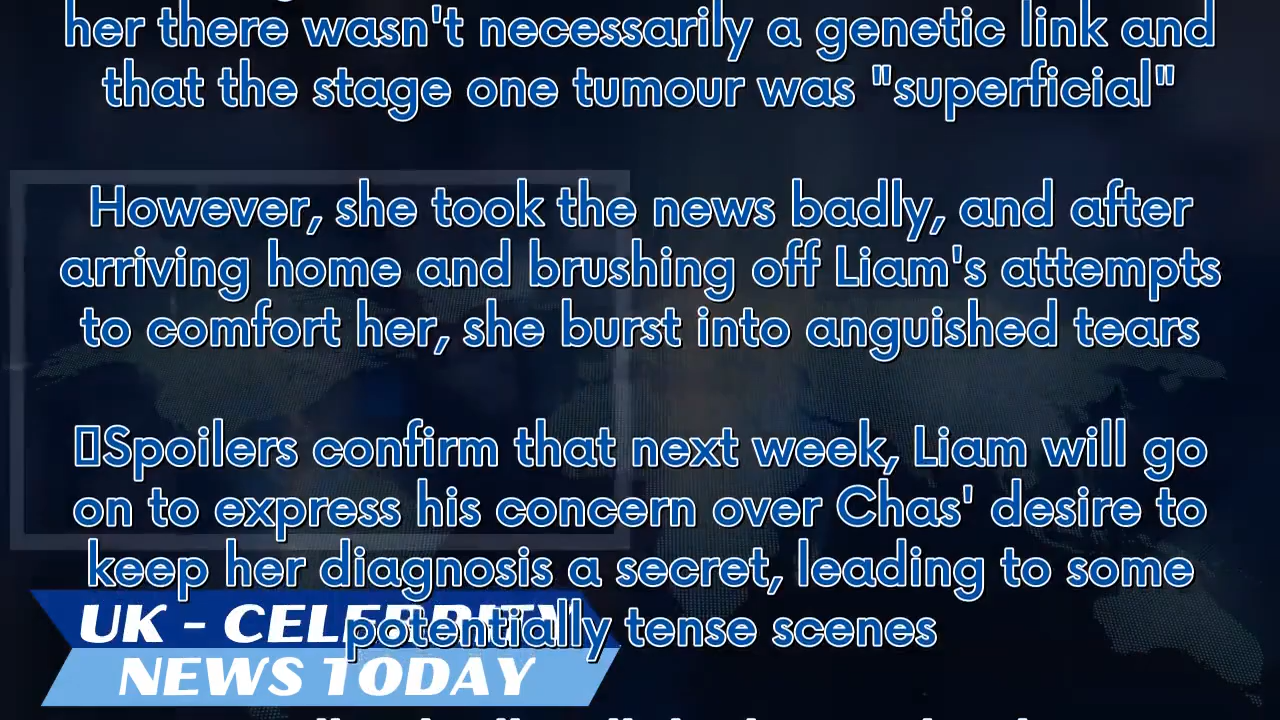 her there wasn't necessarily a genetic link and
that the stage one tumour was "superficial"
However, she took the news badly, and after
arriving home and brushing off Liam's attempts
to comfort her, she burst into anguished tears
Spoilers confirm that next week, Liam will go
on to express his concern over Chas' desire to
keep her diagnosis a secret, leading to some
potentially tense scenes
UK - CELEBRITY
NEWS TODAY